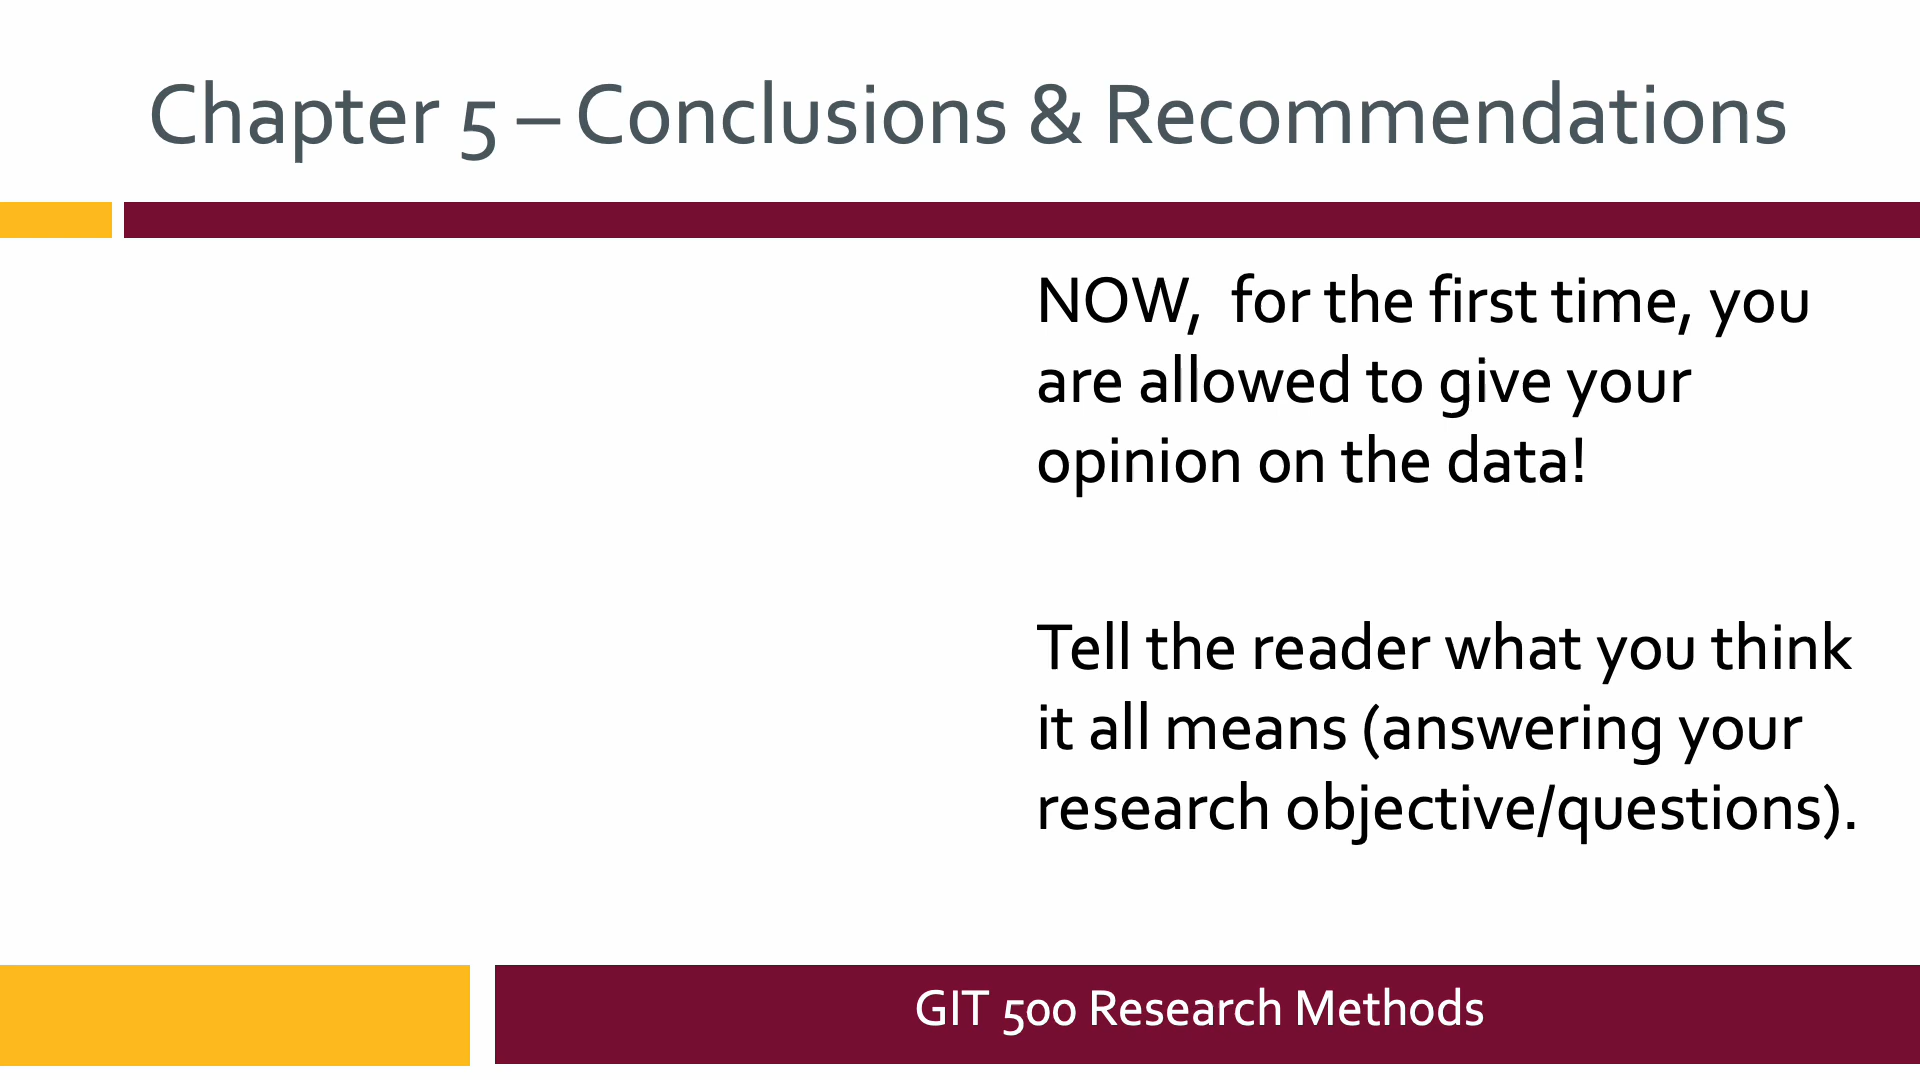 Chapter 5 – Conclusions & Recommendations
NOW,  for the first time, you
are allowed to give your
opinion on the data!
Tell the reader what you think
it all means (answering your
research objective/questions).
GIT 500 Research Methods